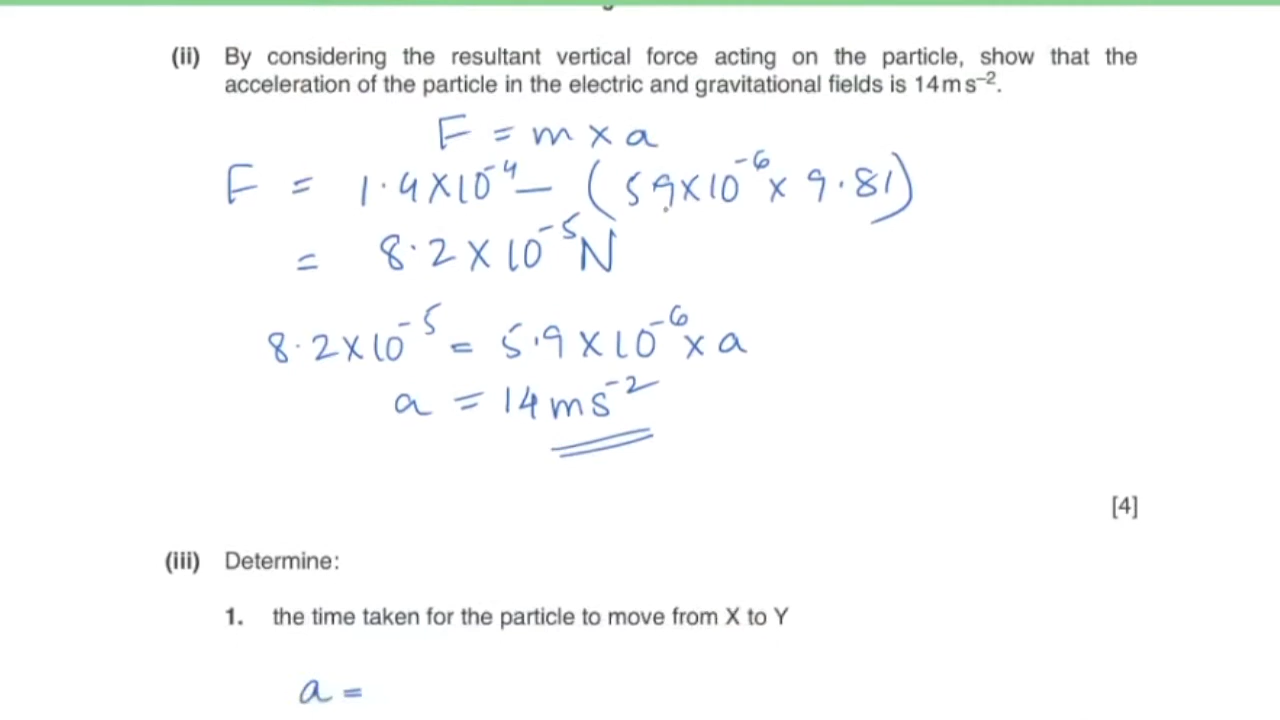 (ii) By considering the resultant vertical force acting on the particle, show that the
acceleration of the particle in the electric and gravitational fields is 14 m s⁻².
F = m × a
F = 1.4×10⁻⁴ − (5.9×10⁻⁶ × 9.81)
= 8.2 × 10⁻⁵ N
8.2×10⁻⁵ = 5.9×10⁻⁶ × a
a = 14 ms⁻²
[4]
(iii) Determine:
1. the time taken for the particle to move from X to Y
a =